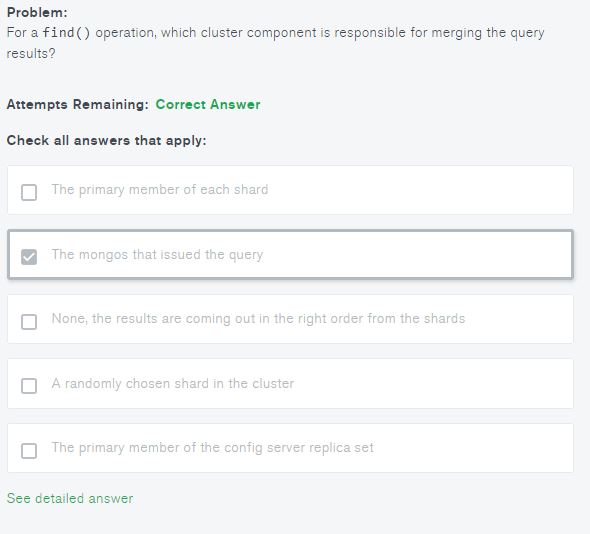 Problem:
For a find() operation, which cluster component is responsible for merging the query
results?
Attempts Remaining: Correct Answer
Check all answers that apply:
The primary member of each shard
The mongos that issued the query
None, the results are coming out in the right order from the shards
A randomly chosen shard in the cluster
The primary member of the config server replica set
See detailed answer